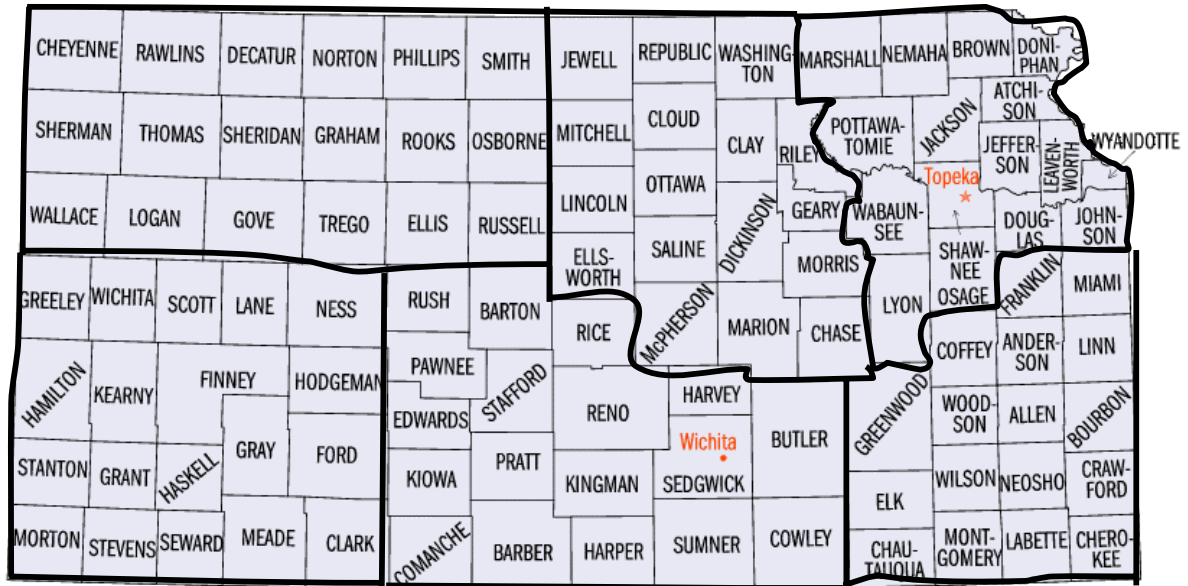 CHEYENNE RAWLINS DECATUR NORTON PHILLIPS SMITH JEWELL REPUBLIC WASHING-
TON
MARSHALL NEMAHA BROWN DONI-
PHAN
SHERMAN THOMAS SHERIDAN GRAHAM ROOKS OSBORNE MITCHELL CLOUD CLAY RILEY
POTTAWA-
TOMIE
JACKSON
ATCHI-
SON
JEFFER-
SON
LEAVEN-
WORTH
WYANDOTTE
Topeka
WALLACE LOGAN GOVE TREGO ELLIS RUSSELL LINCOLN OTTAWA
DICKINSON
GEARY
WABAUN-
SEE
SHAW-
NEE
DOUG-
LAS
JOHN-
SON
ELLS-
WORTH
SALINE
MORRIS
LYON
OSAGE
FRANKLIN
MIAMI
GREELEY WICHITA SCOTT LANE NESS RUSH BARTON RICE
McPHERSON
MARION CHASE
COFFEY
ANDER-
SON
LINN
HAMILTON
KEARNY FINNEY HODGEMAN PAWNEE
STAFFORD
EDWARDS
RENO
HARVEY
BUTLER
GREENWOOD
WOOD-
SON
ALLEN
BOURBON
Wichita
SEDGWICK
STANTON GRANT
HASKELL
GRAY FORD KIOWA PRATT KINGMAN
ELK
WILSON NEOSHO
CRAW-
FORD
MORTON STEVENS SEWARD MEADE CLARK
COMANCHE
BARBER HARPER SUMNER COWLEY
CHAU-
TAUQUA
MONT-
GOMERY
LABETTE
CHERO-
KEE